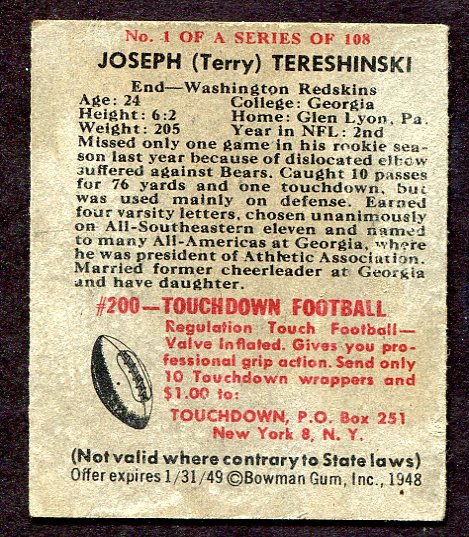 No. 1 OF A SERIES OF 108
JOSEPH (Terry) TERESHINSKI
End—Washington Redskins
Age: 24 College: Georgia
Height: 6:2 Home: Glen Lyon, Pa.
Weight: 205 Year in NFL: 2nd
Missed only one game in his rookie sea-
son last year because of dislocated elbow
suffered against Bears. Caught 10 passes
for 76 yards and one touchdown, but
was used mainly on defense. Earned
four varsity letters, chosen unanimously
on All-Southeastern eleven and named
to many All-Americas at Georgia, where
he was president of Athletic Association.
Married former cheerleader at Georgia
and have daughter.
#200—TOUCHDOWN FOOTBALL
Regulation Touch Football—
Valve Inflated. Gives you pro-
fessional grip action. Send only
10 Touchdown wrappers and
$1.00 to:
TOUCHDOWN, P.O. Box 251
New York 8, N. Y.
(Not valid where contrary to State laws)
Offer expires 1/31/49 ©Bowman Gum, Inc., 1948